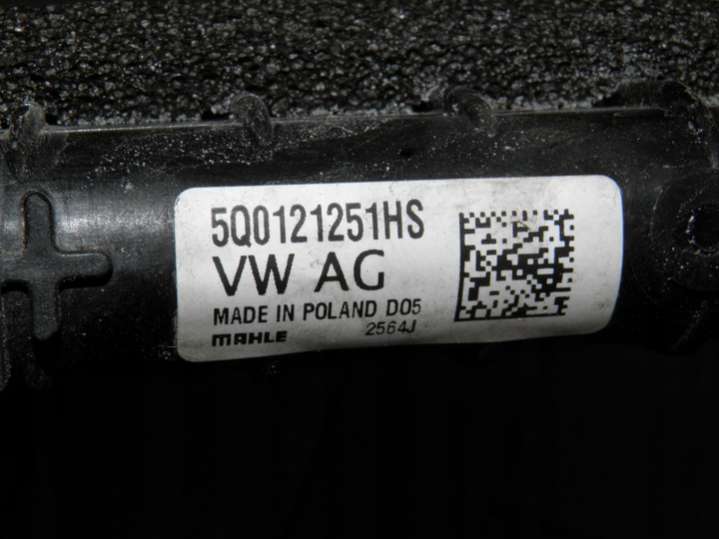 5Q0121251HS
VW AG
MADE IN POLAND D05
MAHLE 2564J